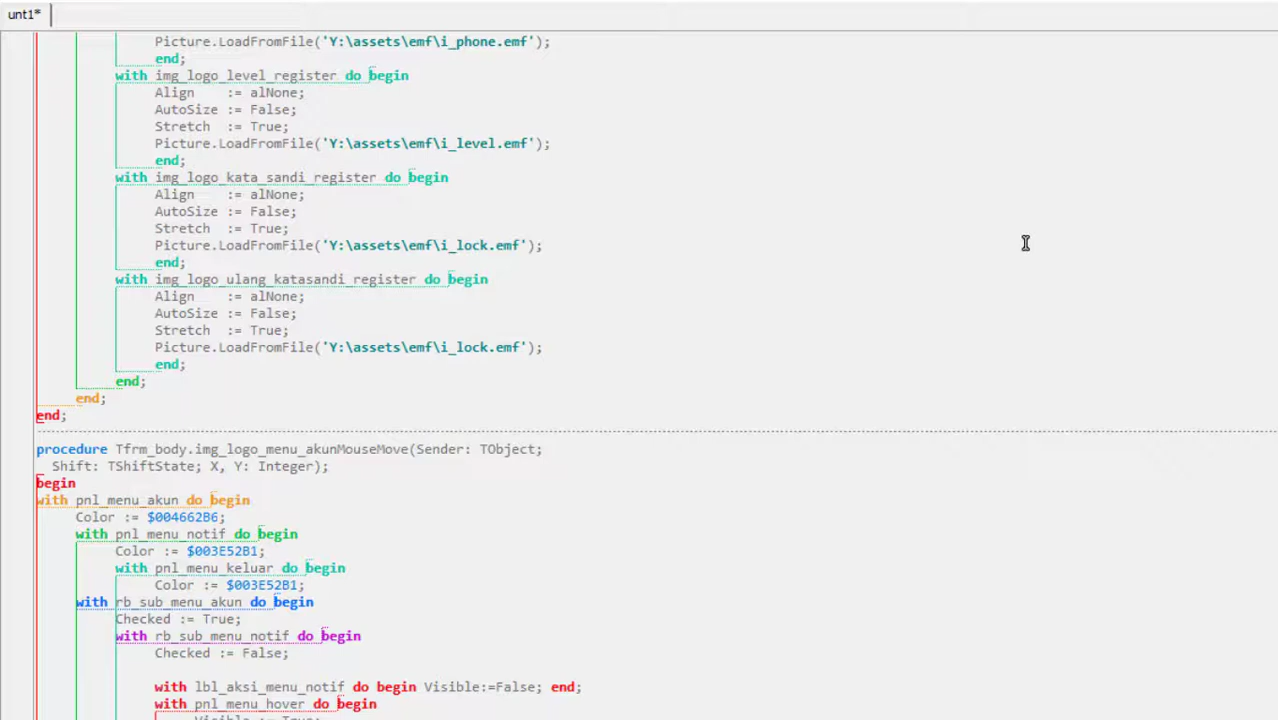 unt1*
Picture.LoadFromFile('Y:\assets\emf\i_phone.emf');
end;
with img_logo_level_register do begin
Align    := alNone;
AutoSize := False;
Stretch  := True;
Picture.LoadFromFile('Y:\assets\emf\i_level.emf');
end;
with img_logo_kata_sandi_register do begin
Align    := alNone;
AutoSize := False;
Stretch  := True;
Picture.LoadFromFile('Y:\assets\emf\i_lock.emf');
end;
with img_logo_ulang_katasandi_register do begin
Align    := alNone;
AutoSize := False;
Stretch  := True;
Picture.LoadFromFile('Y:\assets\emf\i_lock.emf');
end;
end;
end;
end;
procedure Tfrm_body.img_logo_menu_akunMouseMove(Sender: TObject;
Shift: TShiftState; X, Y: Integer);
begin
with pnl_menu_akun do begin
Color := $004662B6;
with pnl_menu_notif do begin
Color := $003E52B1;
with pnl_menu_keluar do begin
Color := $003E52B1;
with rb_sub_menu_akun do begin
Checked := True;
with rb_sub_menu_notif do begin
Checked := False;
with lbl_aksi_menu_notif do begin Visible:=False; end;
with pnl_menu_hover do begin
Visible := True;